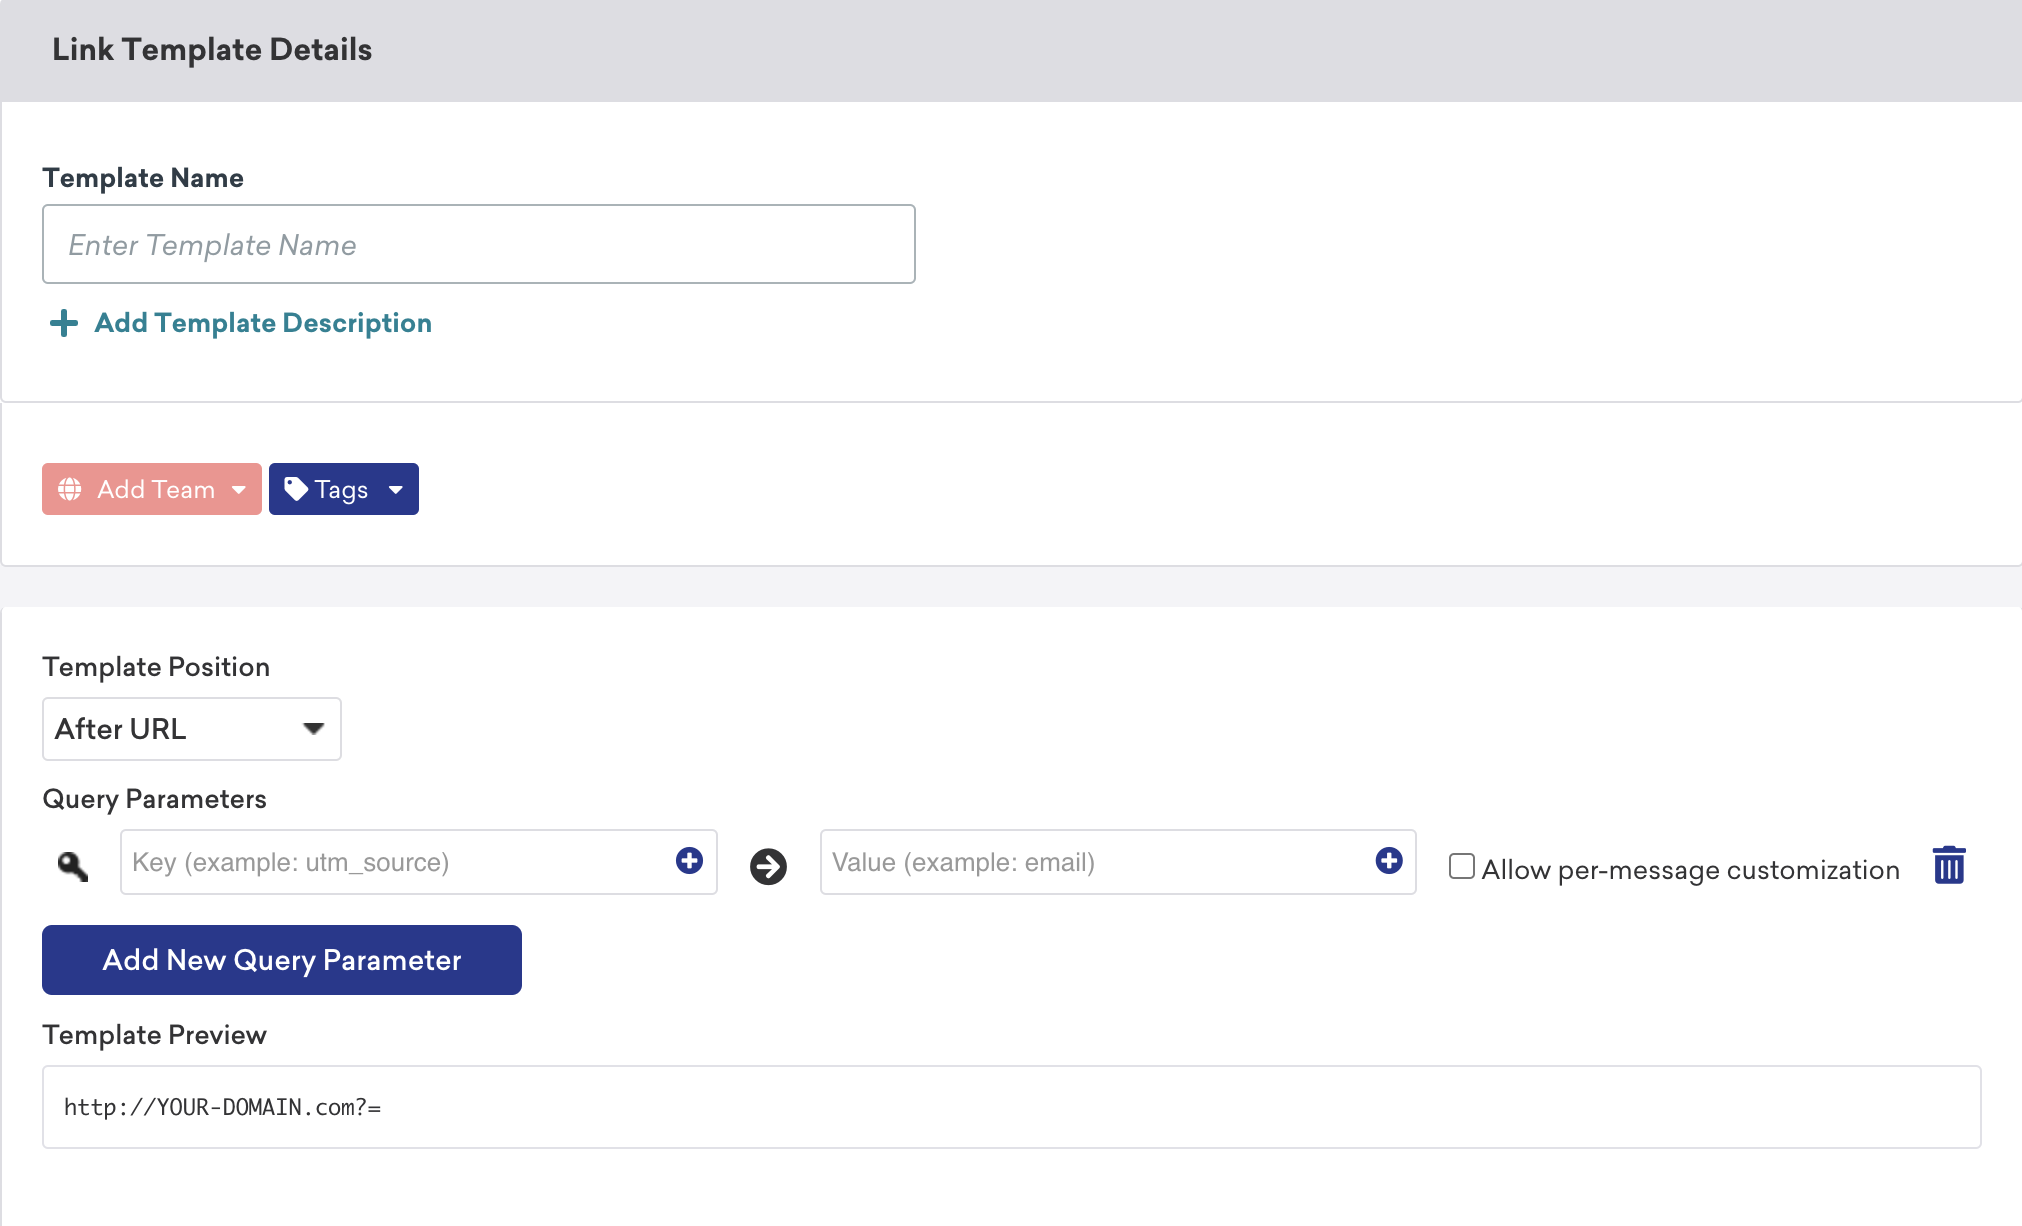 Link Template Details
Template Name
Enter Template Name
Add Template Description
Add Team
Tags
Template Position
After URL
Query Parameters
Key (example: utm_source)
Value (example: email)
Allow per-message customization
Add New Query Parameter
Template Preview
http://YOUR-DOMAIN.com?=